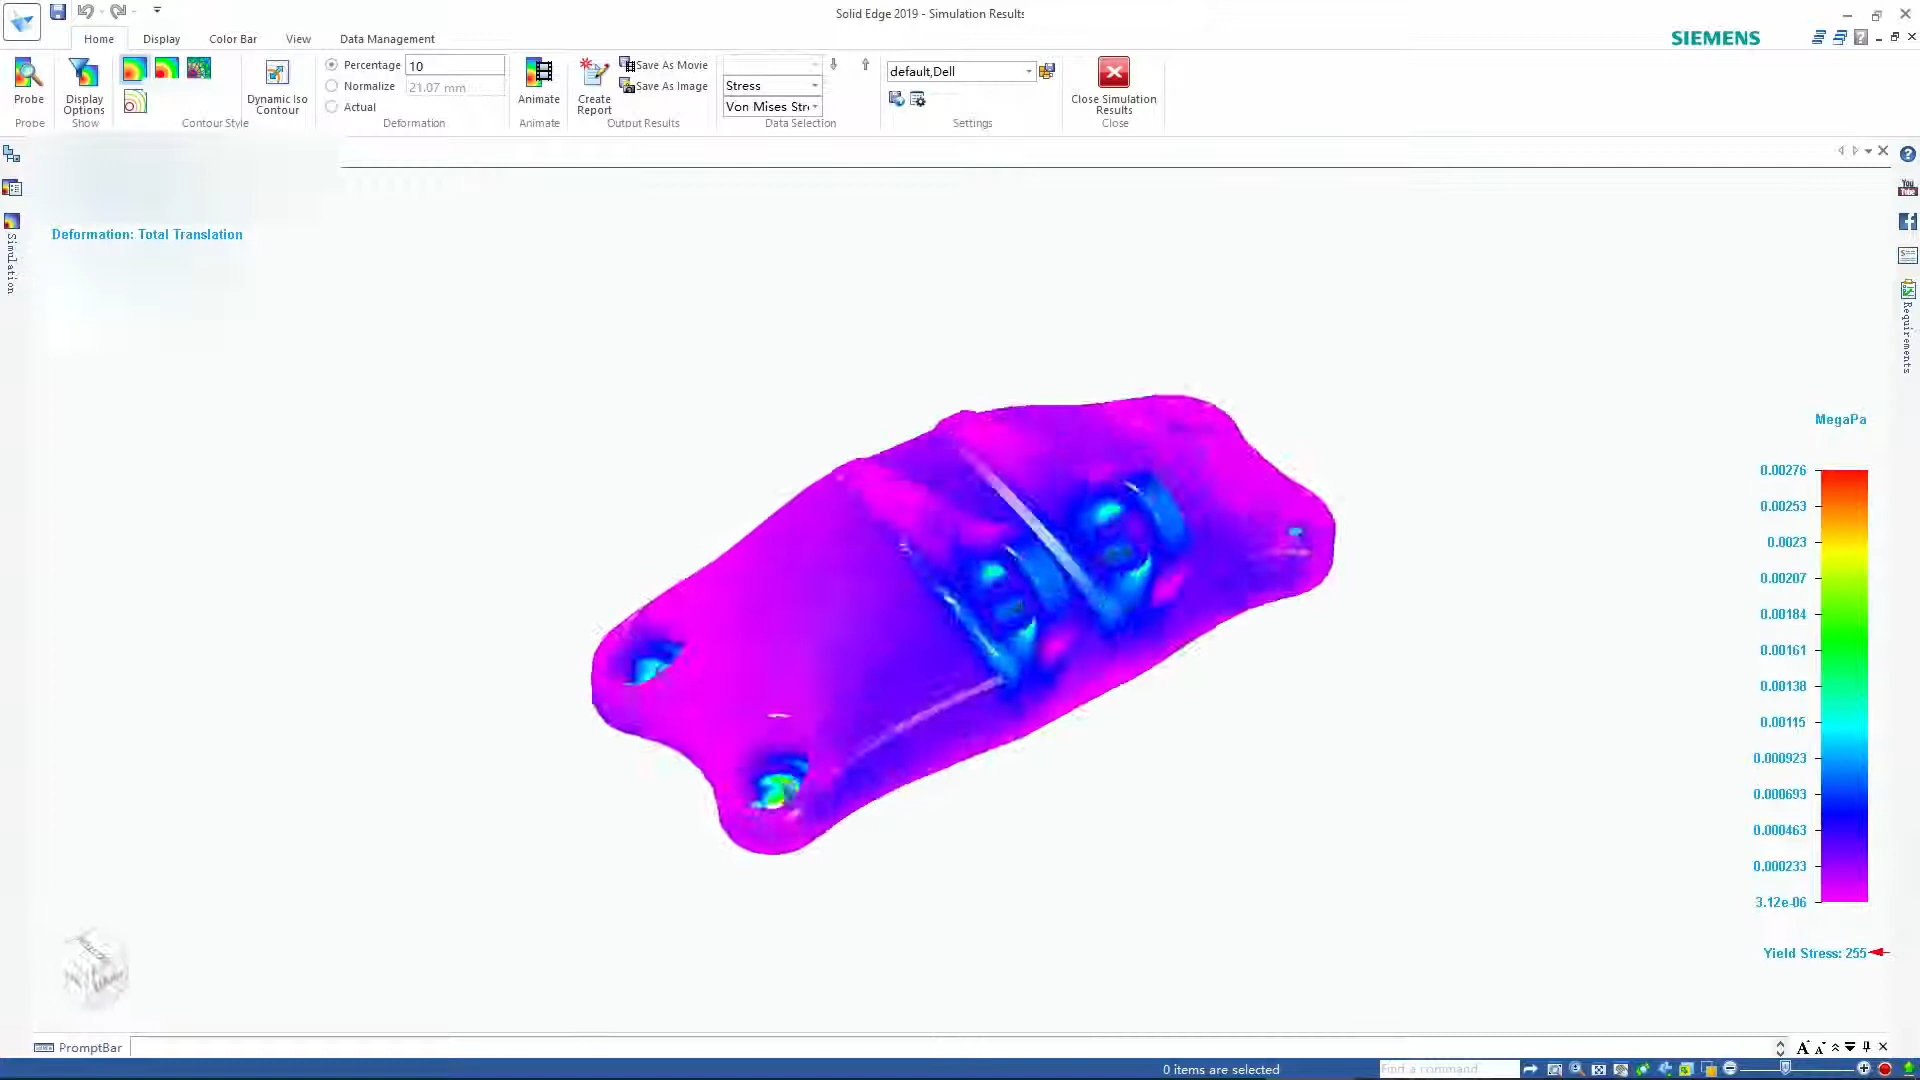 Solid Edge 2019 - Simulation Results
Home
Display
Color Bar
View
Data Management
SIEMENS
Probe
Display Options
Dynamic Iso Contour
Percentage
10
Normalize
21.07 mm
Actual
Animate
Create Report
Save As Movie
Save As Image
Stress
Von Mises Str
default,Dell
Close Simulation Results
Probe
Show
Contour Style
Deformation
Animate
Output Results
Data Selection
Settings
Close
Deformation: Total Translation
Simulation
You Tube
Requirements
MegaPa
0.00276
0.00253
0.0023
0.00207
0.00184
0.00161
0.00138
0.00115
0.000923
0.000693
0.000463
0.000233
3.12e-06
Yield Stress: 255
PromptBar
0 items are selected
Find a command